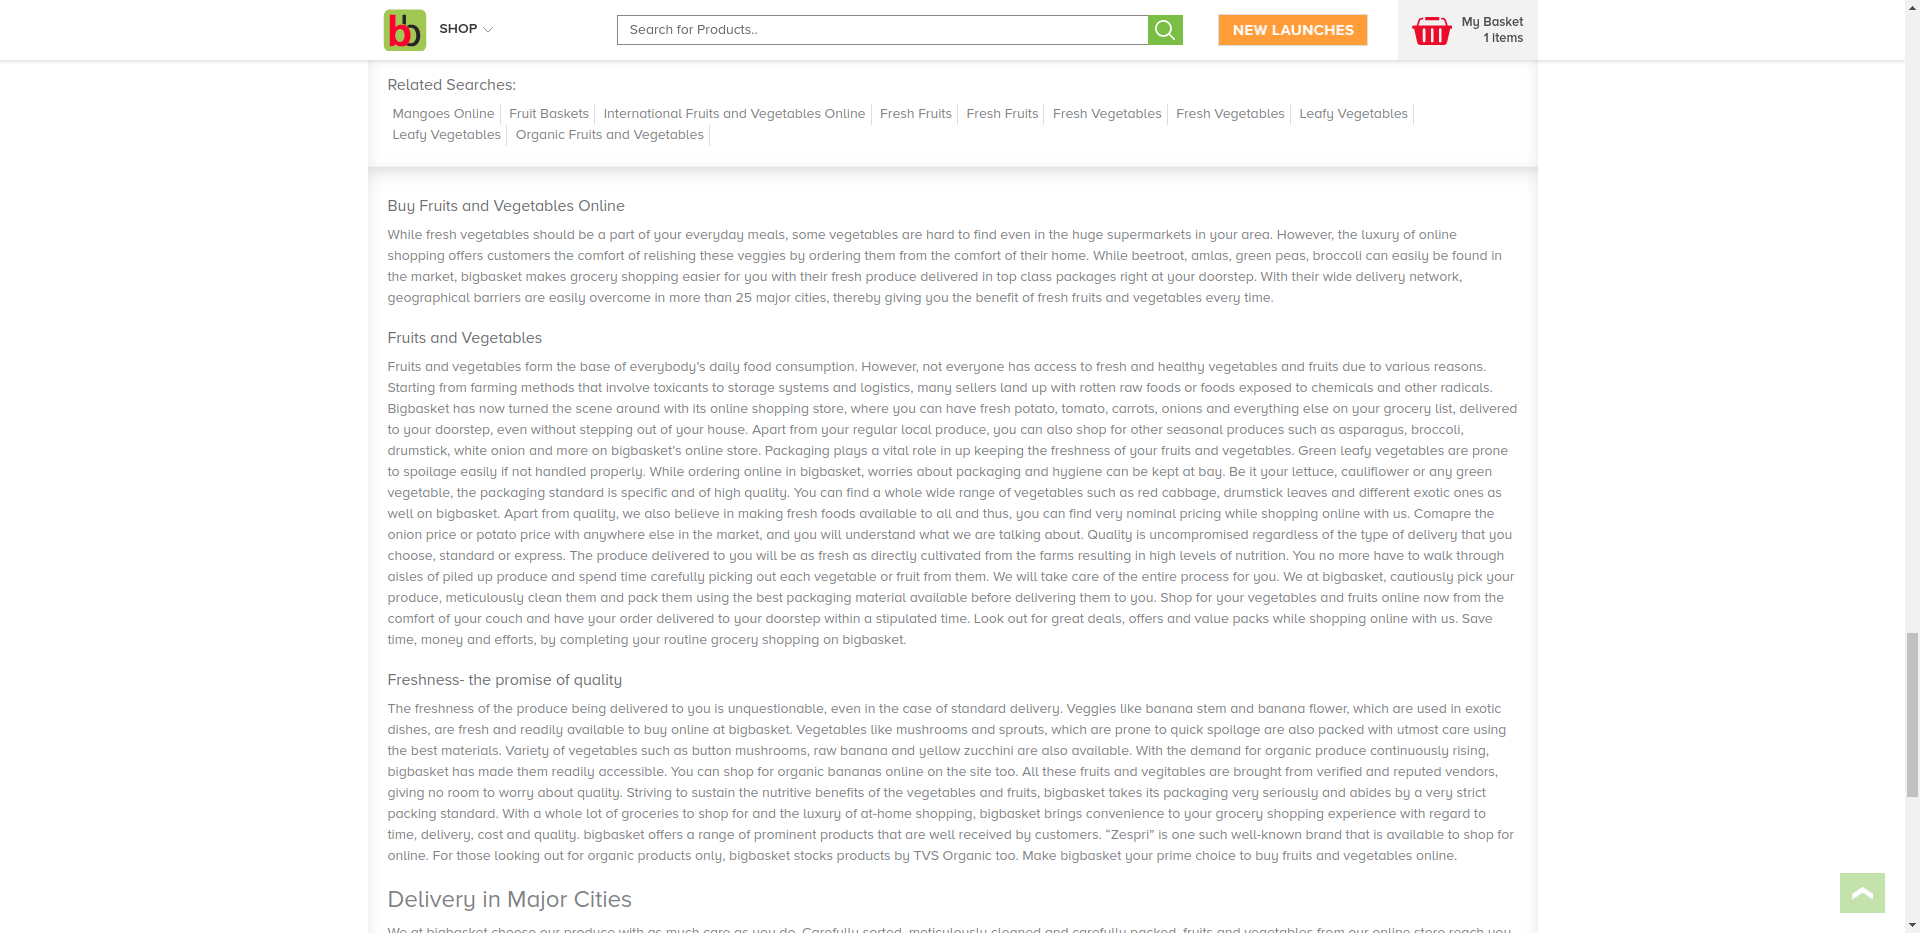 bb
SHOP
Search for Products..
NEW LAUNCHES
My Basket
1 items
Related Searches:
Mangoes Online Fruit Baskets International Fruits and Vegetables Online Fresh Fruits Fresh Fruits Fresh Vegetables Fresh Vegetables Leafy Vegetables
Leafy Vegetables Organic Fruits and Vegetables
Buy Fruits and Vegetables Online
While fresh vegetables should be a part of your everyday meals, some vegetables are hard to find even in the huge supermarkets in your area. However, the luxury of online
shopping offers customers the comfort of relishing these veggies by ordering them from the comfort of their home. While beetroot, amlas, green peas, broccoli can easily be found in
the market, bigbasket makes grocery shopping easier for you with their fresh produce delivered in top class packages right at your doorstep. With their wide delivery network,
geographical barriers are easily overcome in more than 25 major cities, thereby giving you the benefit of fresh fruits and vegetables every time.
Fruits and Vegetables
Fruits and vegetables form the base of everybody's daily food consumption. However, not everyone has access to fresh and healthy vegetables and fruits due to various reasons.
Starting from farming methods that involve toxicants to storage systems and logistics, many sellers land up with rotten raw foods or foods exposed to chemicals and other radicals.
Bigbasket has now turned the scene around with its online shopping store, where you can have fresh potato, tomato, carrots, onions and everything else on your grocery list, delivered
to your doorstep, even without stepping out of your house. Apart from your regular local produce, you can also shop for other seasonal produces such as asparagus, broccoli,
drumstick, white onion and more on bigbasket's online store. Packaging plays a vital role in up keeping the freshness of your fruits and vegetables. Green leafy vegetables are prone
to spoilage easily if not handled properly. While ordering online in bigbasket, worries about packaging and hygiene can be kept at bay. Be it your lettuce, cauliflower or any green
vegetable, the packaging standard is specific and of high quality. You can find a whole wide range of vegetables such as red cabbage, drumstick leaves and different exotic ones as
well on bigbasket. Apart from quality, we also believe in making fresh foods available to all and thus, you can find very nominal pricing while shopping online with us. Comapre the
onion price or potato price with anywhere else in the market, and you will understand what we are talking about. Quality is uncompromised regardless of the type of delivery that you
choose, standard or express. The produce delivered to you will be as fresh as directly cultivated from the farms resulting in high levels of nutrition. You no more have to walk through
aisles of piled up produce and spend time carefully picking out each vegetable or fruit from them. We will take care of the entire process for you. We at bigbasket, cautiously pick your
produce, meticulously clean them and pack them using the best packaging material available before delivering them to you. Shop for your vegetables and fruits online now from the
comfort of your couch and have your order delivered to your doorstep within a stipulated time. Look out for great deals, offers and value packs while shopping online with us. Save
time, money and efforts, by completing your routine grocery shopping on bigbasket.
Freshness- the promise of quality
The freshness of the produce being delivered to you is unquestionable, even in the case of standard delivery. Veggies like banana stem and banana flower, which are used in exotic
dishes, are fresh and readily available to buy online at bigbasket. Vegetables like mushrooms and sprouts, which are prone to quick spoilage are also packed with utmost care using
the best materials. Variety of vegetables such as button mushrooms, raw banana and yellow zucchini are also available. With the demand for organic produce continuously rising,
bigbasket has made them readily accessible. You can shop for organic bananas online on the site too. All these fruits and vegitables are brought from verified and reputed vendors,
giving no room to worry about quality. Striving to sustain the nutritive benefits of the vegetables and fruits, bigbasket takes its packaging very seriously and abides by a very strict
packing standard. With a whole lot of groceries to shop for and the luxury of at-home shopping, bigbasket brings convenience to your grocery shopping experience with regard to
time, delivery, cost and quality. bigbasket offers a range of prominent products that are well received by customers. “Zespri” is one such well-known brand that is available to shop for
online. For those looking out for organic products only, bigbasket stocks products by TVS Organic too. Make bigbasket your prime choice to buy fruits and vegetables online.
Delivery in Major Cities
We at bigbasket choose our produce with as much care as you do. Carefully sorted, meticulously cleaned and carefully packed, fruits and vegetables from our online store reach you